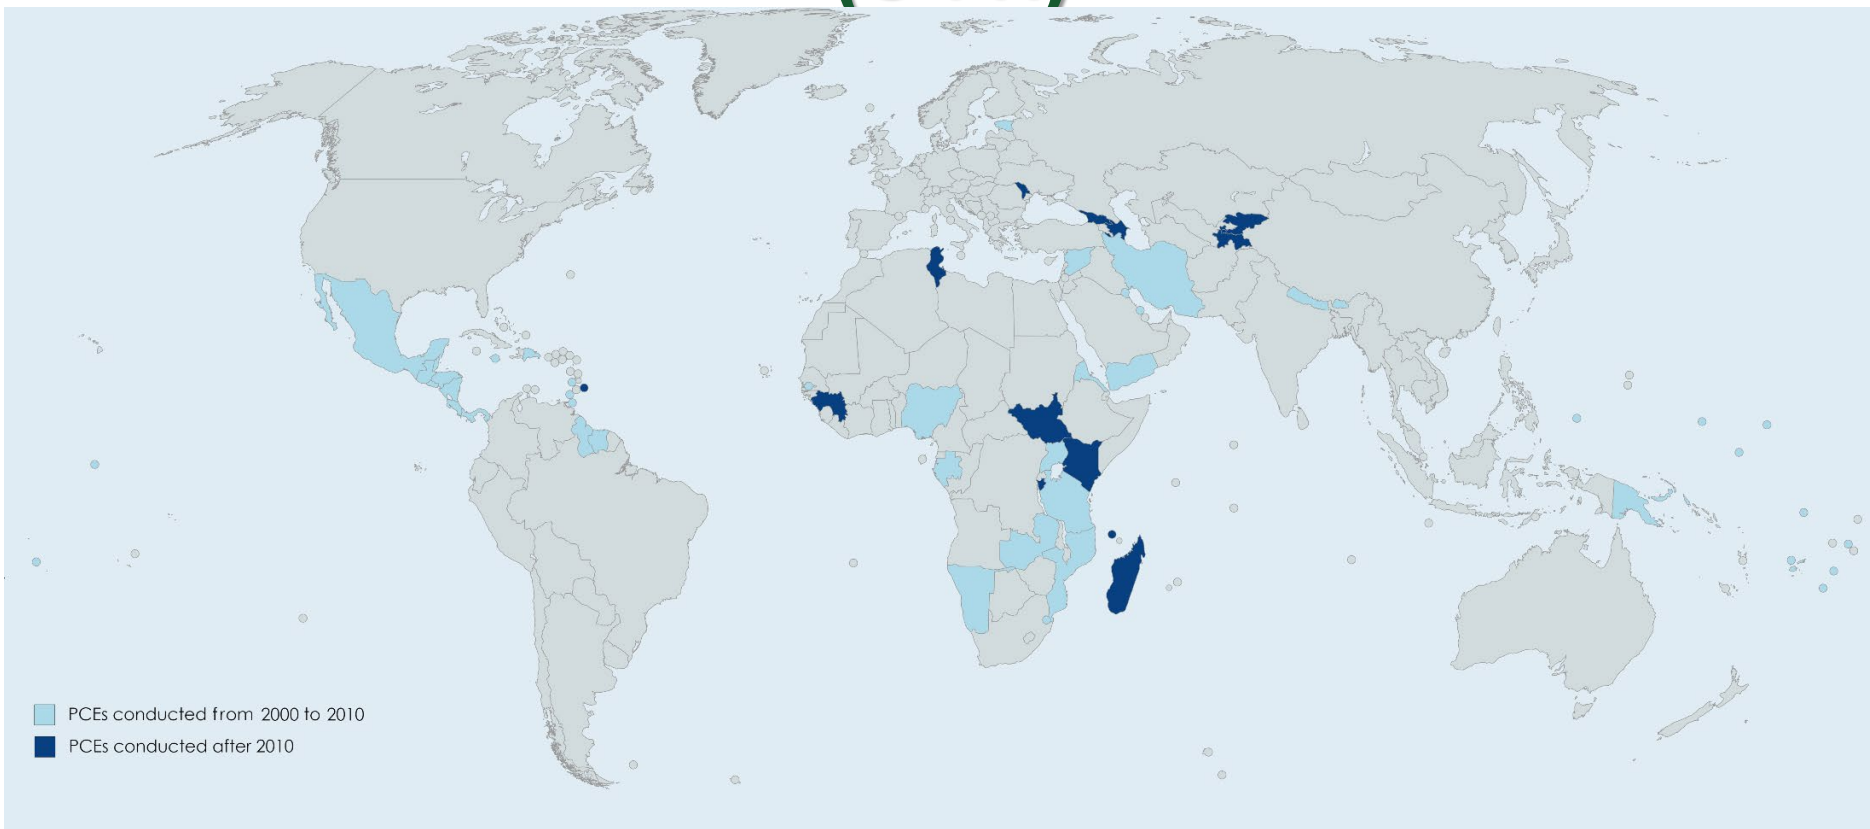 PCEs conducted from 2000 to 2010
PCEs conducted after 2010